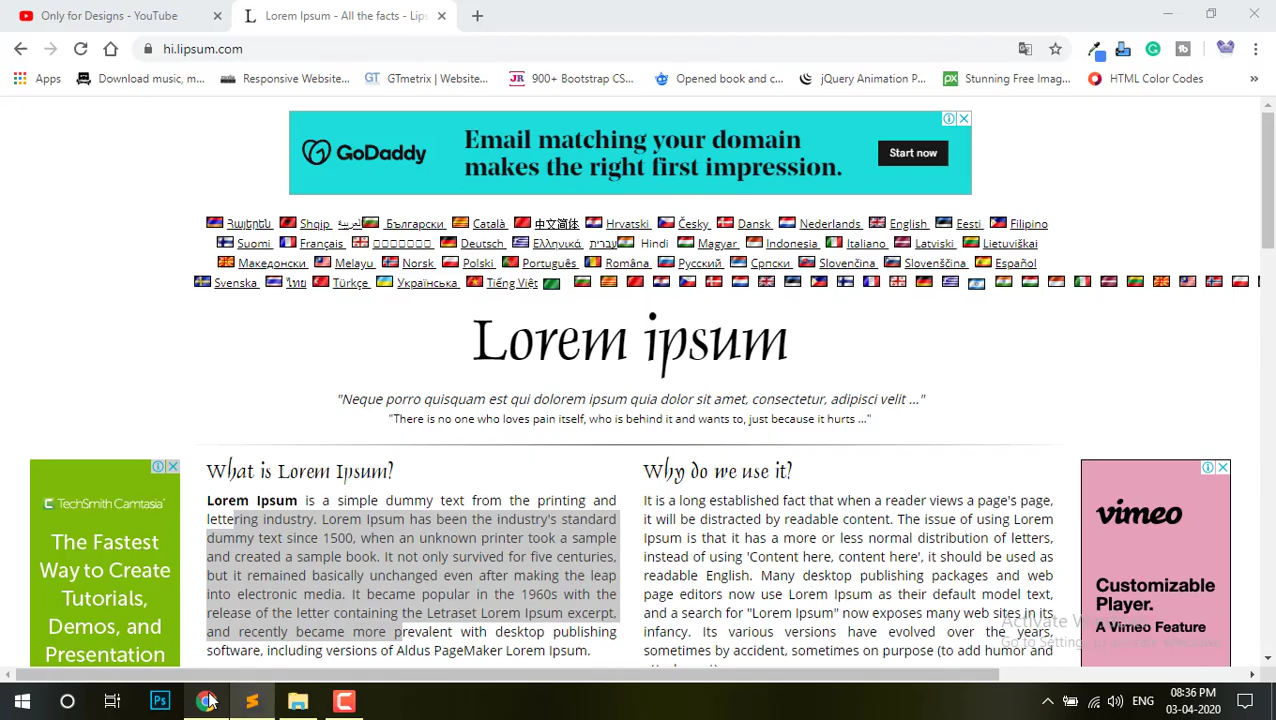 Only for Designs - YouTube
Lorem Ipsum - All the facts - Lips
hi.lipsum.com
Apps Download music, m... Responsive Website... GT GTmetrix | Website... JR 900+ Bootstrap CS... Opened book and c... jQuery Animation P... px Stunning Free Imag... HTML Color Codes »
GoDaddy
Email matching your domain
makes the right first impression.
Start now
Հայերեն Shqip العربية Български Català 中文简体 Hrvatski Česky Dansk Nederlands English Eesti Filipino
Suomi Français Deutsch Ελληνικά עברית Hindi Magyar Indonesia Italiano Latviski Lietuviškai
Македонски Melayu Norsk Polski Português Româna Русский Српски Slovenčina Slovenščina Español
Svenska ไทย Türkçe Українська Tiếng Việt
Lorem ipsum
"Neque porro quisquam est qui dolorem ipsum quia dolor sit amet, consectetur, adipisci velit ..."
"There is no one who loves pain itself, who is behind it and wants to, just because it hurts ..."
What is Lorem Ipsum?
Lorem Ipsum is a simple dummy text from the printing and
lettering industry. Lorem Ipsum has been the industry's standard
dummy text since 1500, when an unknown printer took a sample
and created a sample book. It not only survived for five centuries,
but it remained basically unchanged even after making the leap
into electronic media. It became popular in the 1960s with the
release of the letter containing the Letraset Lorem Ipsum excerpt,
and recently became more prevalent with desktop publishing
software, including versions of Aldus PageMaker Lorem Ipsum.
Why do we use it?
It is a long established fact that when a reader views a page's page,
it will be distracted by readable content. The issue of using Lorem
Ipsum is that it has a more or less normal distribution of letters,
instead of using 'Content here, content here', it should be used as
readable English. Many desktop publishing packages and web
page editors now use Lorem Ipsum as their default model text,
and a search for "Lorem Ipsum" now exposes many web sites in its
infancy. Its various versions have evolved over the years,
sometimes by accident, sometimes on purpose (to add humor and
TechSmith Camtasia
The Fastest
Way to Create
Tutorials,
Demos, and
Presentation
vimeo
Customizable
Player.
A Vimeo Feature
Activate
Go to Settings
Ps
ENG
08:36 PM
03-04-2020